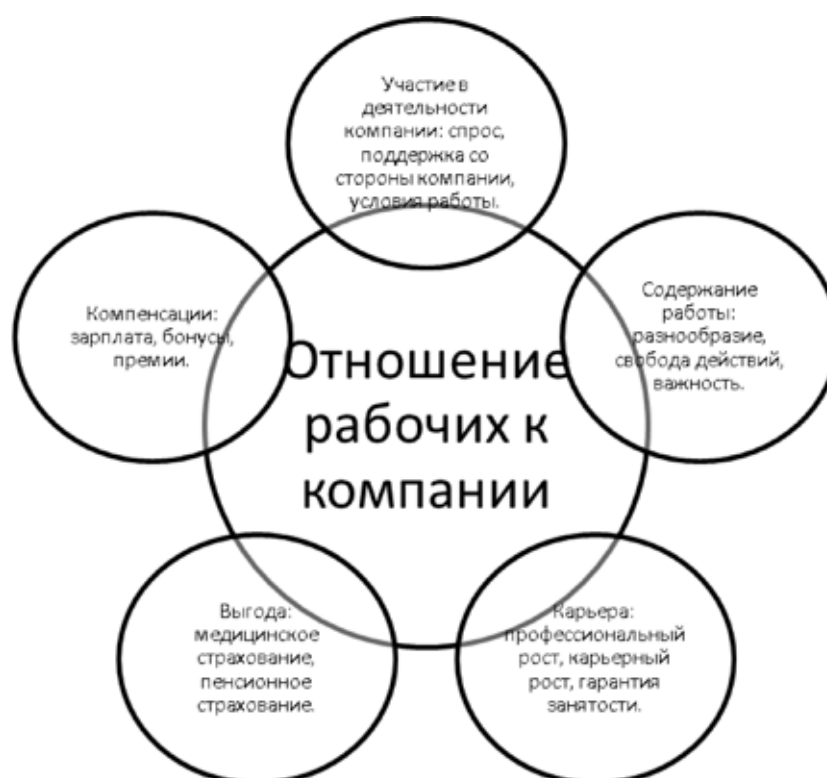 Участие в
деятельности
компании: спрос,
поддержка со
стороны компании,
условия работы.
Содержание
работы:
разнообразие,
свобода действий,
важность.
Карьера:
профессиональный
рост, карьерный
рост, гарантия
занятости.
Выгода:
медицинское
страхование,
пенсионное
страхование.
Компенсации:
зарплата, бонусы,
премии.
Отношение
рабочих к
компании